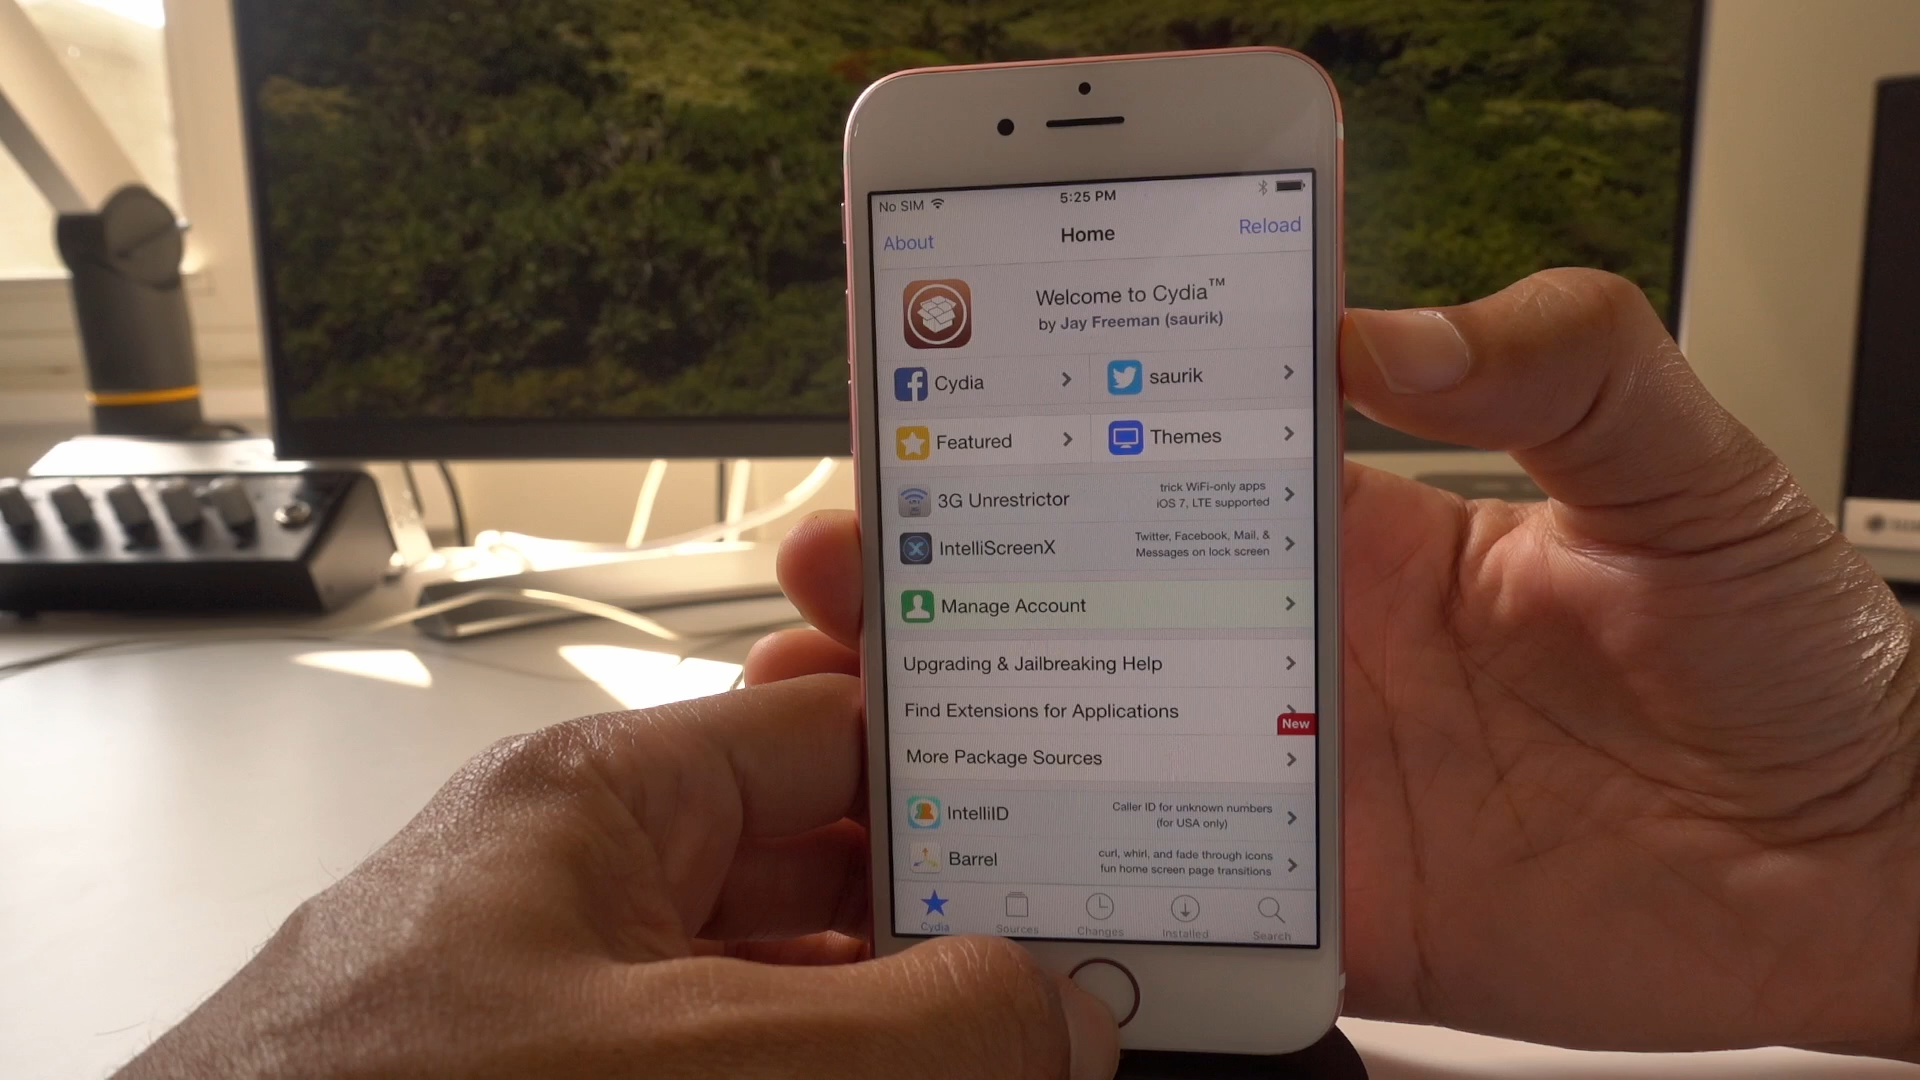 No SIM 5:25 PM
About Home Reload
Welcome to Cydia™
by Jay Freeman (saurik)
Cydia saurik
Featured Themes
3G Unrestrictor trick WiFi-only apps
iOS 7, LTE supported
IntelliScreenX Twitter, Facebook, Mail, &
Messages on lock screen
Manage Account
Upgrading & Jailbreaking Help
Find Extensions for Applications
New
More Package Sources
IntelliID Caller ID for unknown numbers
(for USA only)
Barrel curl, whirl, and fade through icons
fun home screen page transitions
Cydia Sources Changes Installed Search